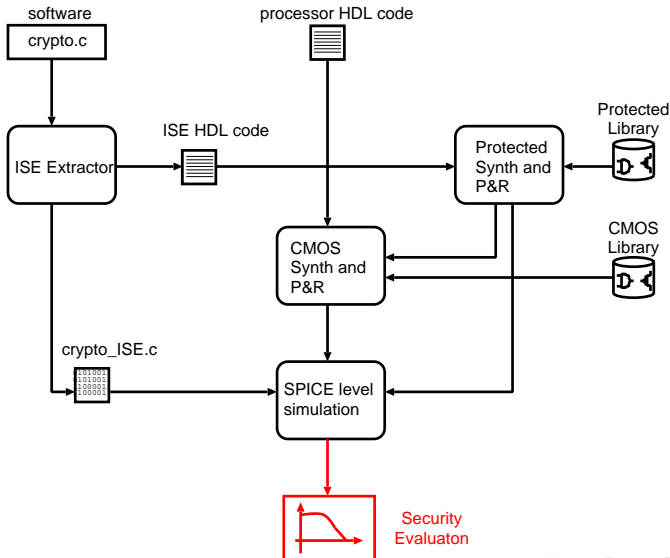 software
crypto.c
processor HDL code
ISE HDL code
ISE Extractor
Protected
Synth and
P&R
Protected
Library
CMOS
Library
CMOS
Synth and
P&R
crypto_ISE.c
101001
101001
100001
100001
SPICE level
simulation
Security
Evaluaton